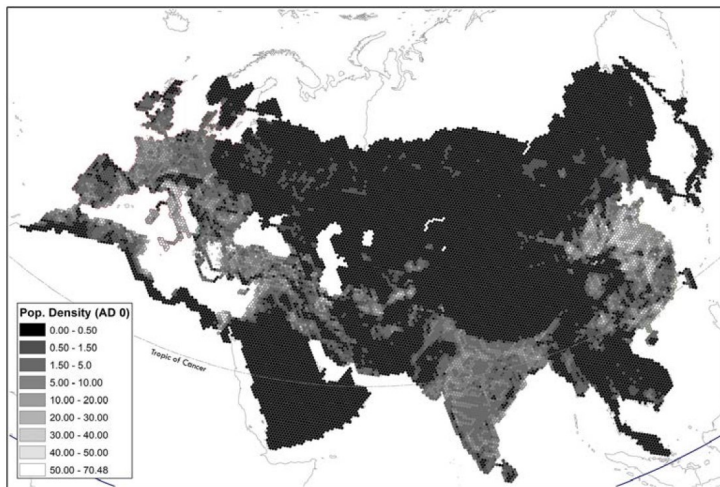 Tropic of Cancer
Pop. Density (AD 0)
0.00 - 0.50
0.50 - 1.50
1.50 - 5.0
5.00 - 10.00
10.00 - 20.00
20.00 - 30.00
30.00 - 40.00
40.00 - 50.00
50.00 - 70.48